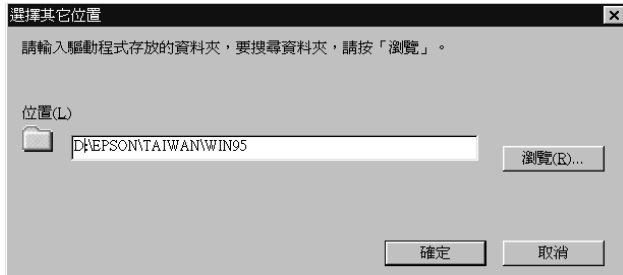 選擇其它位置
請輸入驅動程式存放的資料夾，要搜尋資料夾，請按「瀏覽」。
位置(L)
D:\EPSON\TAIWAN\WIN95
瀏覽(R)...
確定
取消